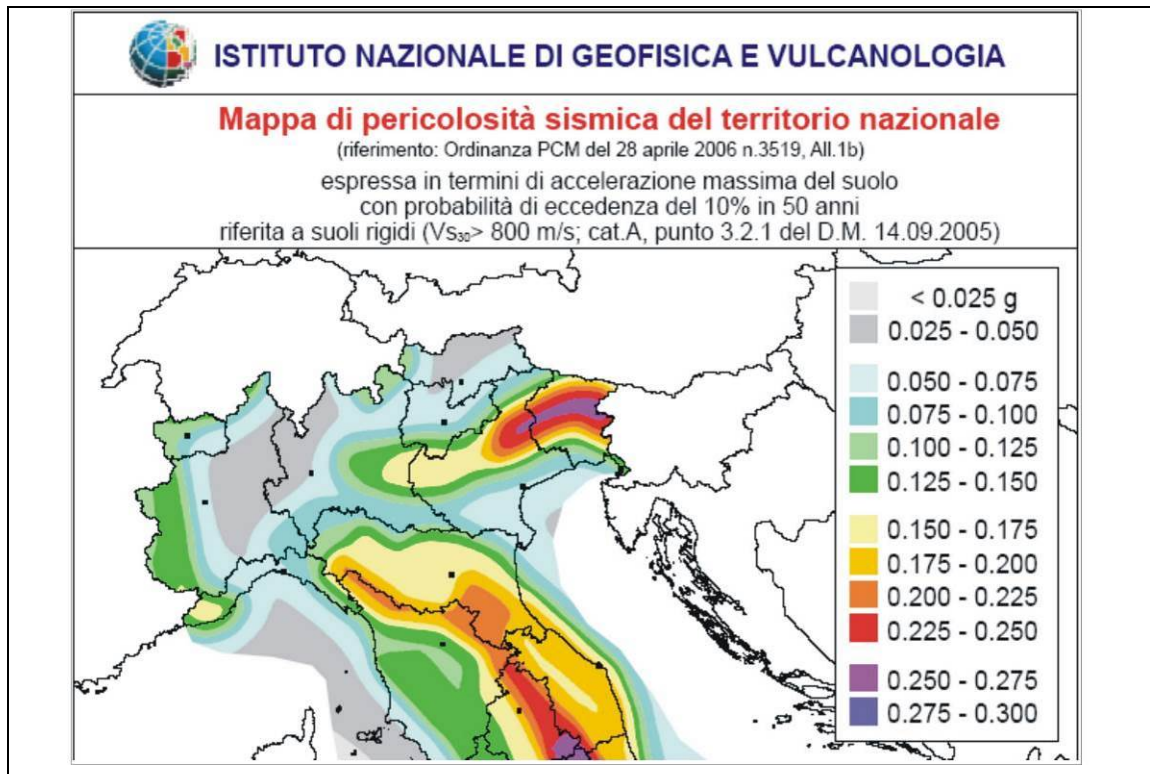 ISTITUTO NAZIONALE DI GEOFISICA E VULCANOLOGIA
Mappa di pericolosità sismica del territorio nazionale
(riferimento: Ordinanza PCM del 28 aprile 2006 n.3519, All.1b)
espressa in termini di accelerazione massima del suolo
con probabilità di eccedenza del 10% in 50 anni
riferita a suoli rigidi (Vs₃₀> 800 m/s; cat.A, punto 3.2.1 del D.M. 14.09.2005)
< 0.025 g
0.025 - 0.050
0.050 - 0.075
0.075 - 0.100
0.100 - 0.125
0.125 - 0.150
0.150 - 0.175
0.175 - 0.200
0.200 - 0.225
0.225 - 0.250
0.250 - 0.275
0.275 - 0.300